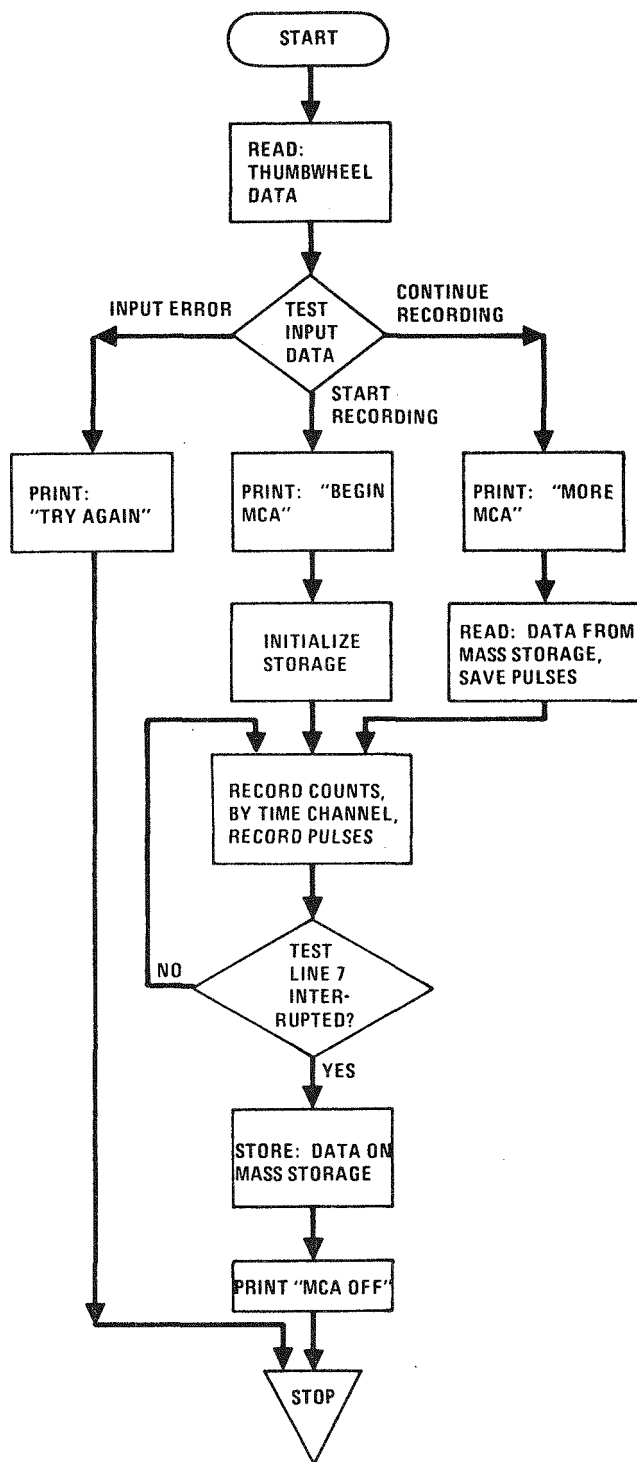 START
READ:
THUMBWHEEL
DATA
INPUT ERROR
TEST
INPUT
DATA
CONTINUE
RECORDING
START
RECORDING
PRINT:
"TRY AGAIN"
PRINT: "BEGIN
MCA"
PRINT: "MORE
MCA"
INITIALIZE
STORAGE
READ: DATA FROM
MASS STORAGE,
SAVE PULSES
RECORD COUNTS,
BY TIME CHANNEL,
RECORD PULSES
NO
TEST
LINE 7
INTER-
RUPTED?
YES
STORE: DATA ON
MASS STORAGE
PRINT "MCA OFF"
STOP